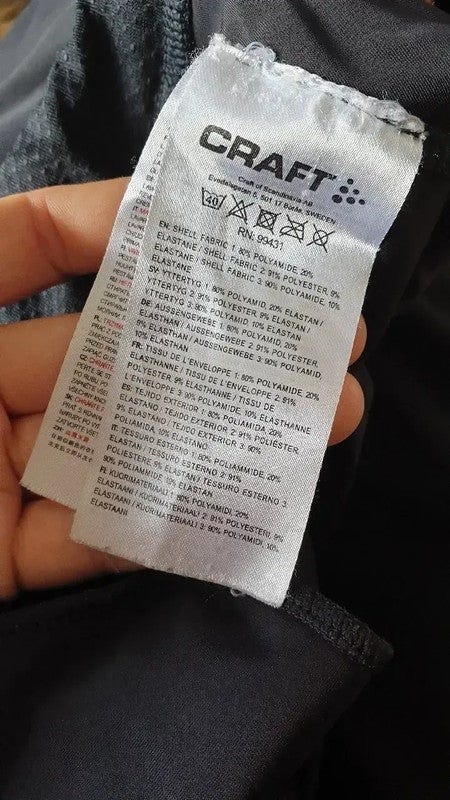 CRAFT
Craft of Scandinavia AB
Evedalsgatan 5, 501 17 Borås, SWEDEN
40
RN: 99431
EN: SHELL FABRIC 1: 80% POLYAMIDE, 20%
ELASTANE / SHELL FABRIC 2: 91% POLYESTER, 9%
ELASTANE / SHELL FABRIC 3: 90% POLYAMIDE, 10%
ELASTANE
SV: YTTERTYG 1: 80% POLYAMID, 20% ELASTAN /
YTTERTYG 2: 91% POLYESTER, 9% ELASTAN /
YTTERTYG 3: 90% POLYAMID, 10% ELASTAN
DE: AUSSENGEWEBE 1: 80% POLYAMID, 20%
ELASTHAN / AUSSENGEWEBE 2: 91% POLYESTER,
9% ELASTHAN / AUSSENGEWEBE 3: 90% POLYAMID,
10% ELASTHAN
FR: TISSU DE L'ENVELOPPE 1: 80% POLYAMIDE, 20%
ELASTHANNE / TISSU DE L'ENVELOPPE 2: 91%
POLYESTER, 9% ELASTHANNE / TISSU DE
L'ENVELOPPE 3: 90% POLYAMIDE, 10% ELASTHANNE
ES: TEJIDO EXTERIOR 1: 80% POLIAMIDA, 20%
ELASTANO / TEJIDO EXTERIOR 2: 91% POLIÉSTER,
9% ELASTANO / TEJIDO EXTERIOR 3: 90%
POLIAMIDA, 10% ELASTANO
IT: TESSUTO ESTERNO 1: 80% POLIAMMIDE, 20%
ELASTAN / TESSUTO ESTERNO 2: 91%
POLIESTERE, 9% ELASTAN / TESSUTO ESTERNO 3:
90% POLIAMMIDE, 10% ELASTAN
FI: KUORIMATERIAALI 1: 80% POLYAMIDI, 20%
ELASTAANI / KUORIMATERIAALI 2: 91% POLYESTERI, 9%
ELASTAANI / KUORIMATERIAALI 3: 90% POLYAMIDI, 10%
ELASTAANI